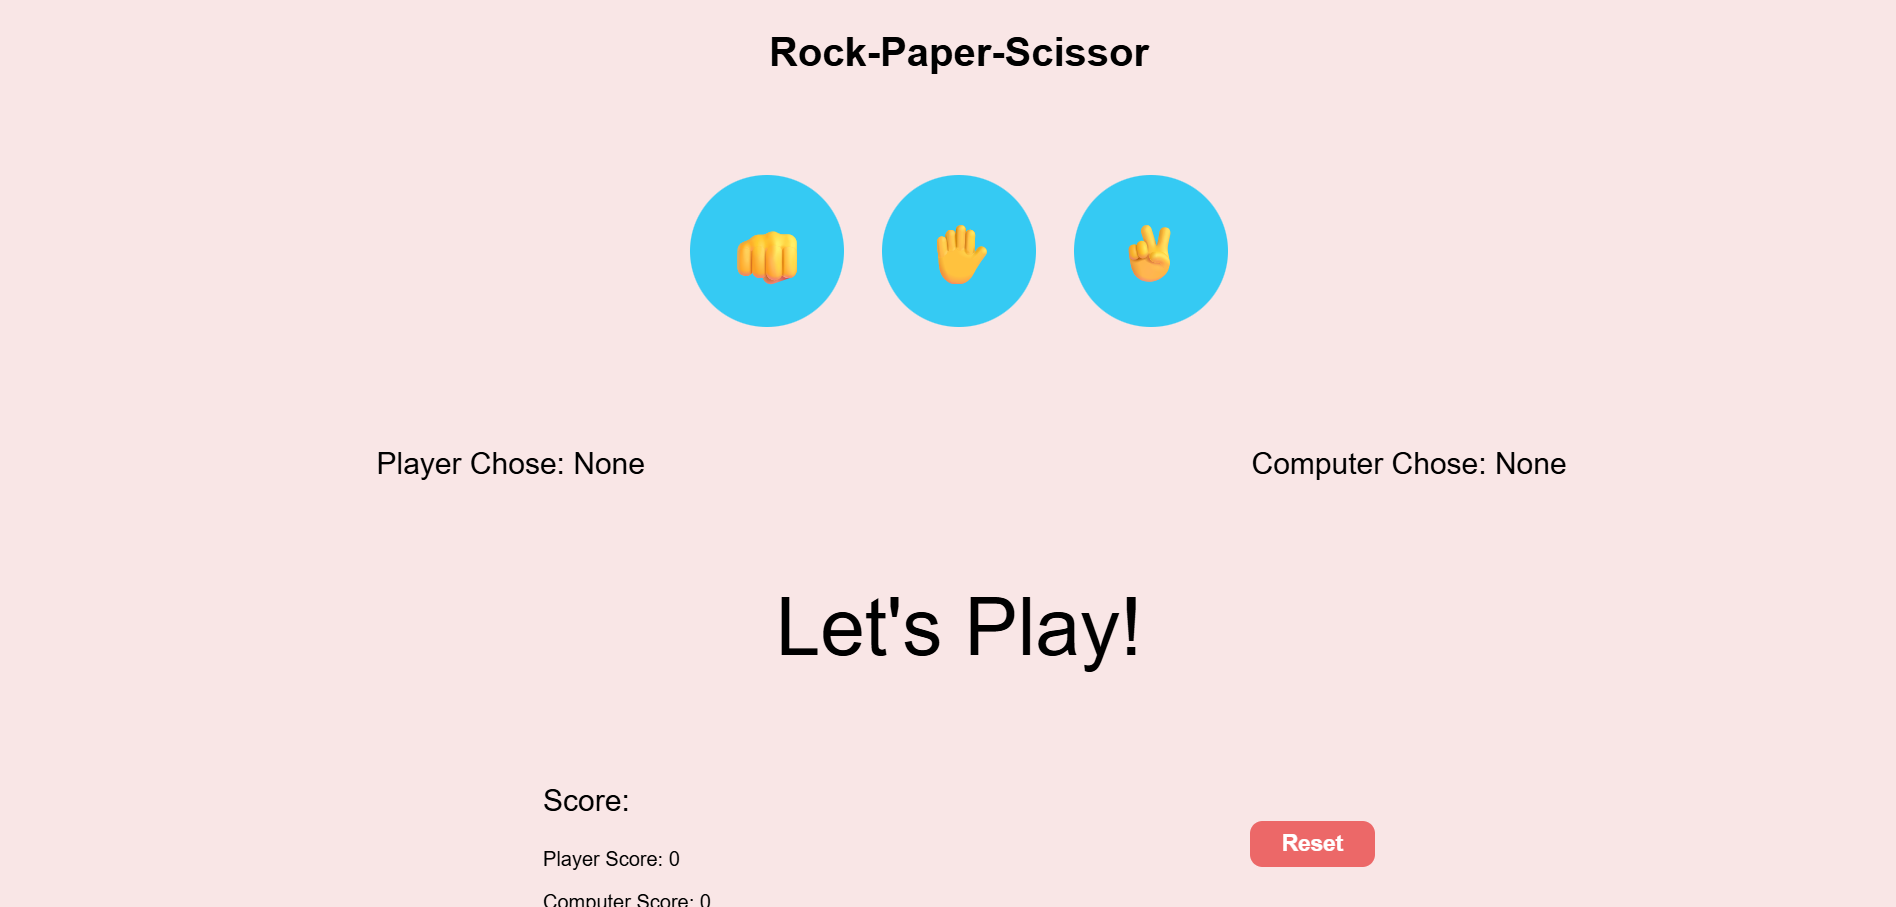 Rock-Paper-Scissor
Player Chose: None
Computer Chose: None
Let's Play!
Score:
Reset
Player Score: 0
Computer Score: 0